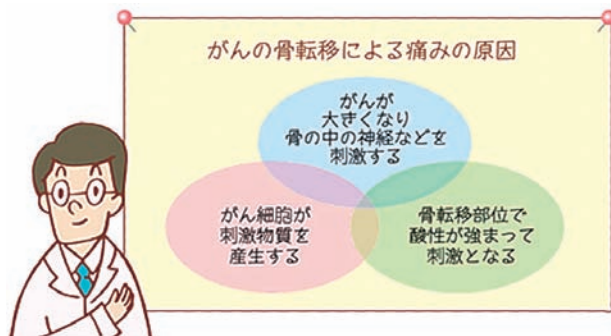 がんの骨転移による痛みの原因
がんが
大きくなり
骨の中の神経などを
刺激する
がん細胞が
刺激物質を
産生する
骨転移部位で
酸性が強まって
刺激となる